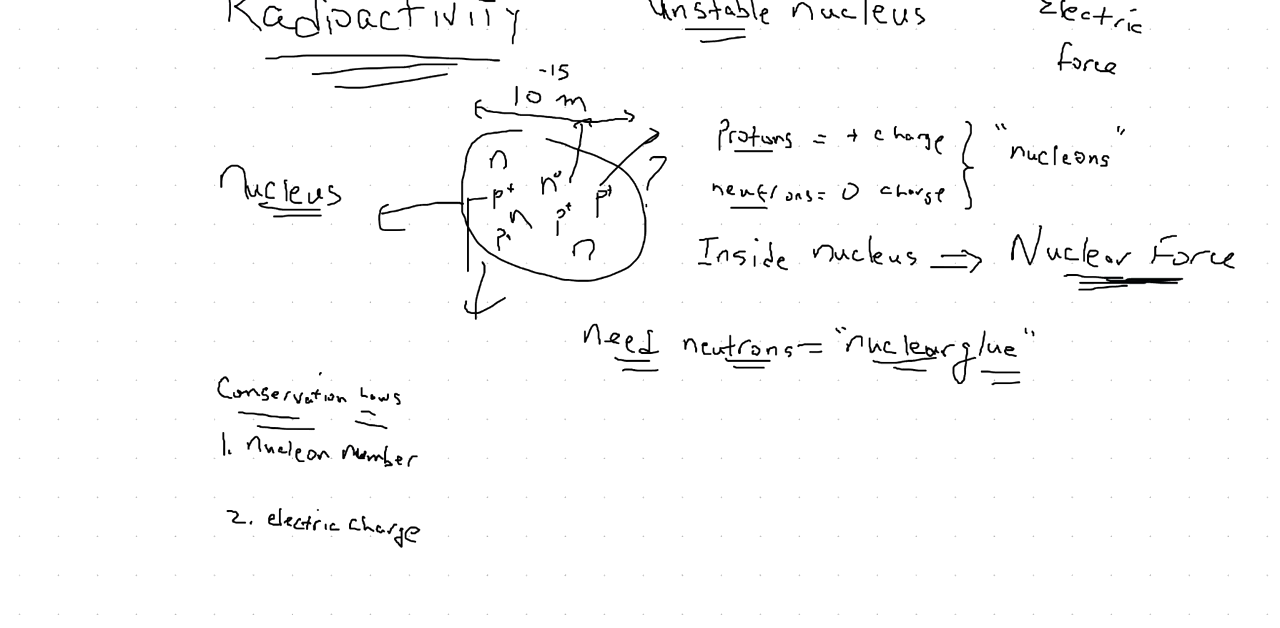 Radioactivity
Unstable nucleus
Electric
force
10⁻¹⁵ m
nucleus
n
p⁺ n⁰ p⁺ ?
n p⁺
p⁺ n
Protons = + charge
neutrons = 0 charge
"nucleons"
Inside nucleus ⇒ Nuclear Force
need neutrons = "nuclear glue"
Conservation Laws
1. nucleon number
2. electric charge